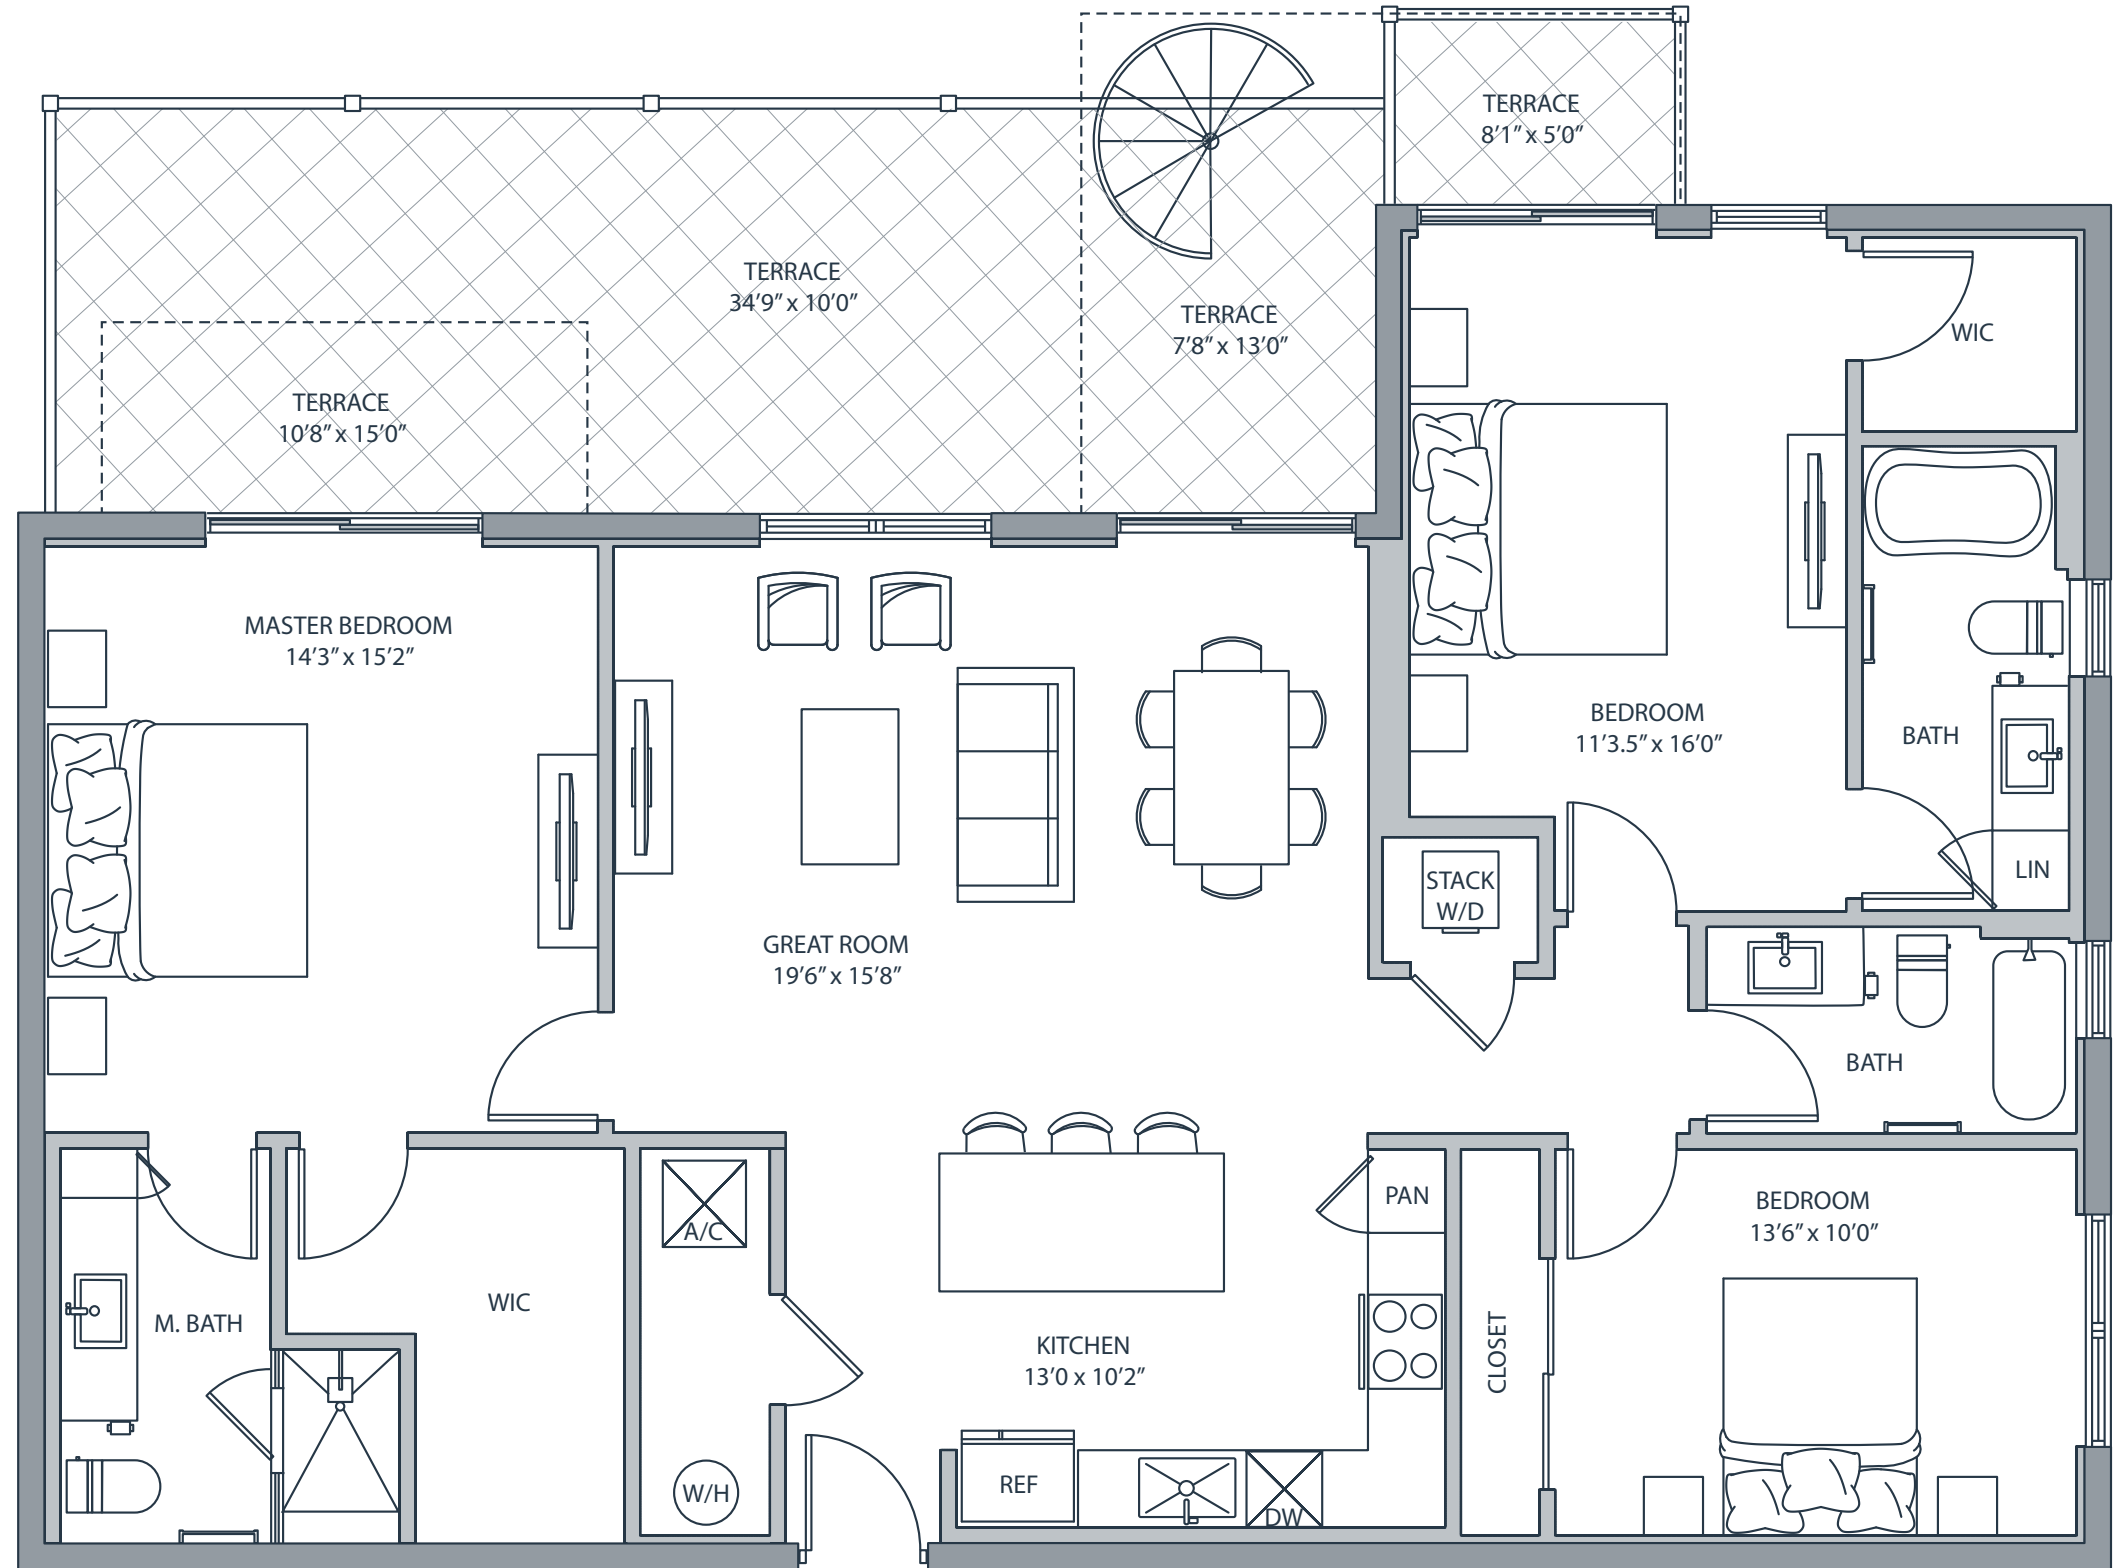 TERRACE
8'1" x 5'0"
TERRACE
34'9" x 10'0"
TERRACE
7'8" x 13'0"
WIC
TERRACE
10'8" x 15'0"
MASTER BEDROOM
14'3" x 15'2"
BEDROOM
11'3.5" x 16'0"
BATH
LIN
STACK
W/D
GREAT ROOM
19'6" x 15'8"
BATH
PAN
BEDROOM
13'6" x 10'0"
A/C
WIC
M. BATH
KITCHEN
13'0 x 10'2"
CLOSET
REF
W/H
DW